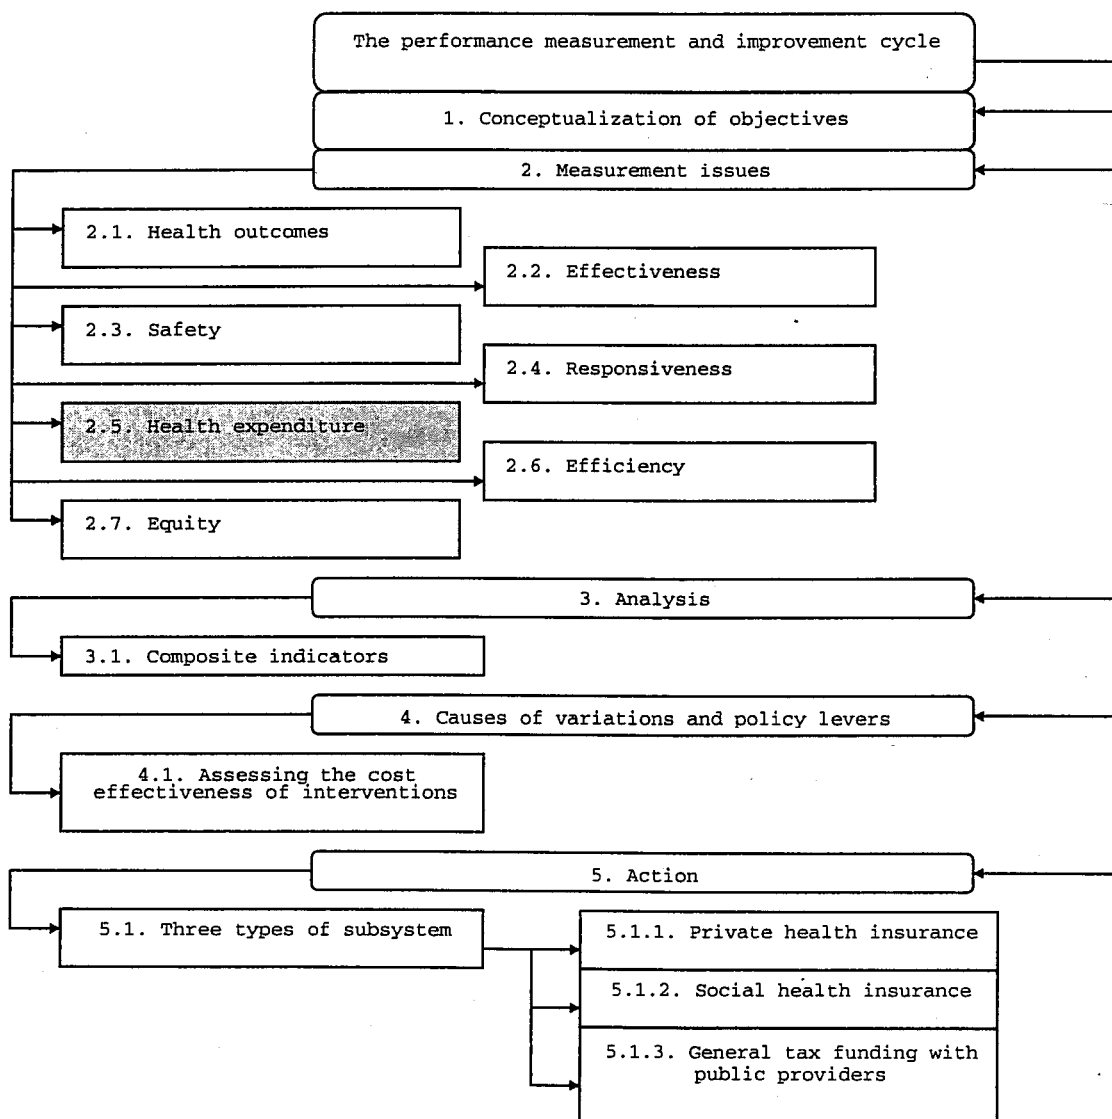 The performance measurement and improvement cycle
1. Conceptualization of objectives
2. Measurement issues
2.1. Health outcomes
2.2. Effectiveness
2.3. Safety
2.4. Responsiveness
2.5. Health expenditure
2.6. Efficiency
2.7. Equity
3. Analysis
3.1. Composite indicators
4. Causes of variations and policy levers
4.1. Assessing the cost
effectiveness of interventions
5. Action
5.1. Three types of subsystem
5.1.1. Private health insurance
5.1.2. Social health insurance
5.1.3. General tax funding with
public providers